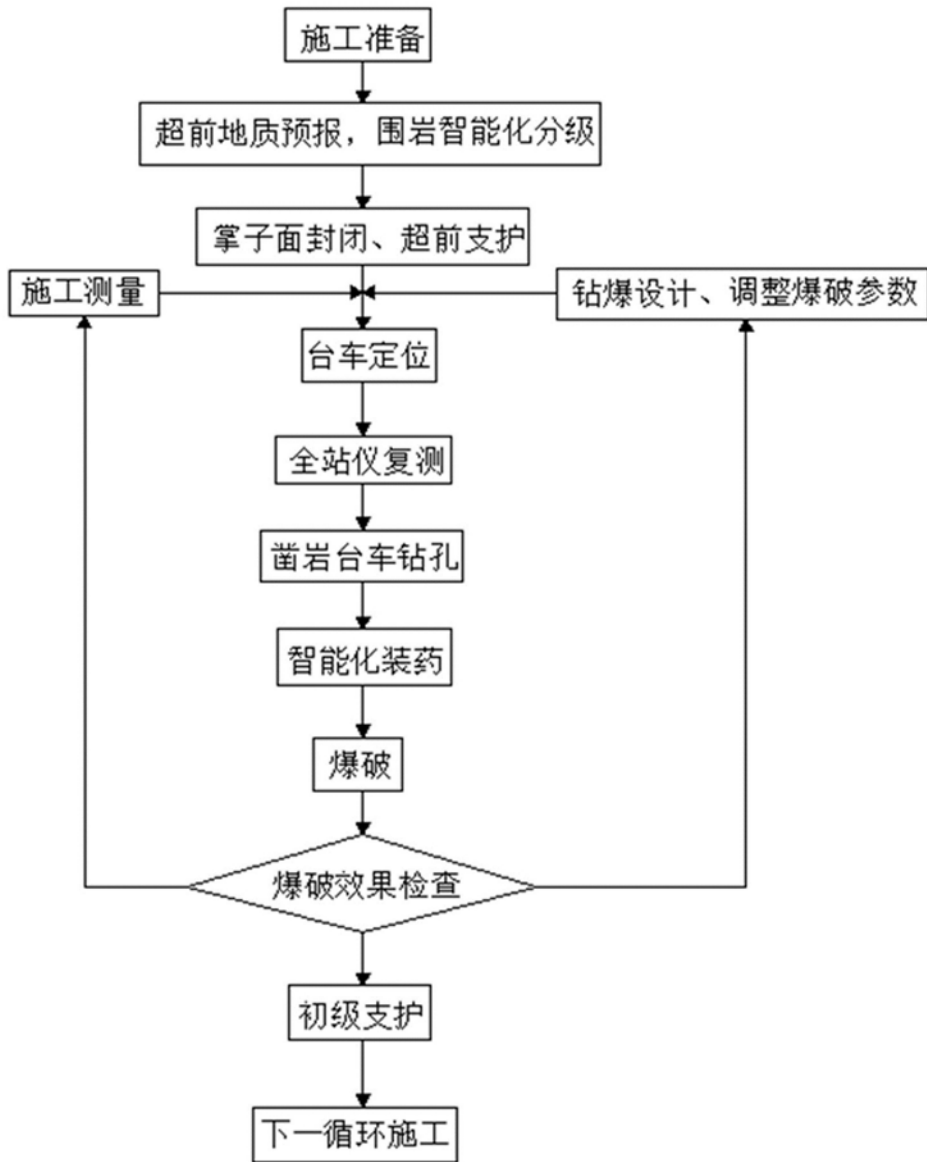 施工准备
超前地质预报，围岩智能化分级
掌子面封闭、超前支护
施工测量
钻爆设计、调整爆破参数
台车定位
全站仪复测
凿岩台车钻孔
智能化装药
爆破
爆破效果检查
初级支护
下一循环施工